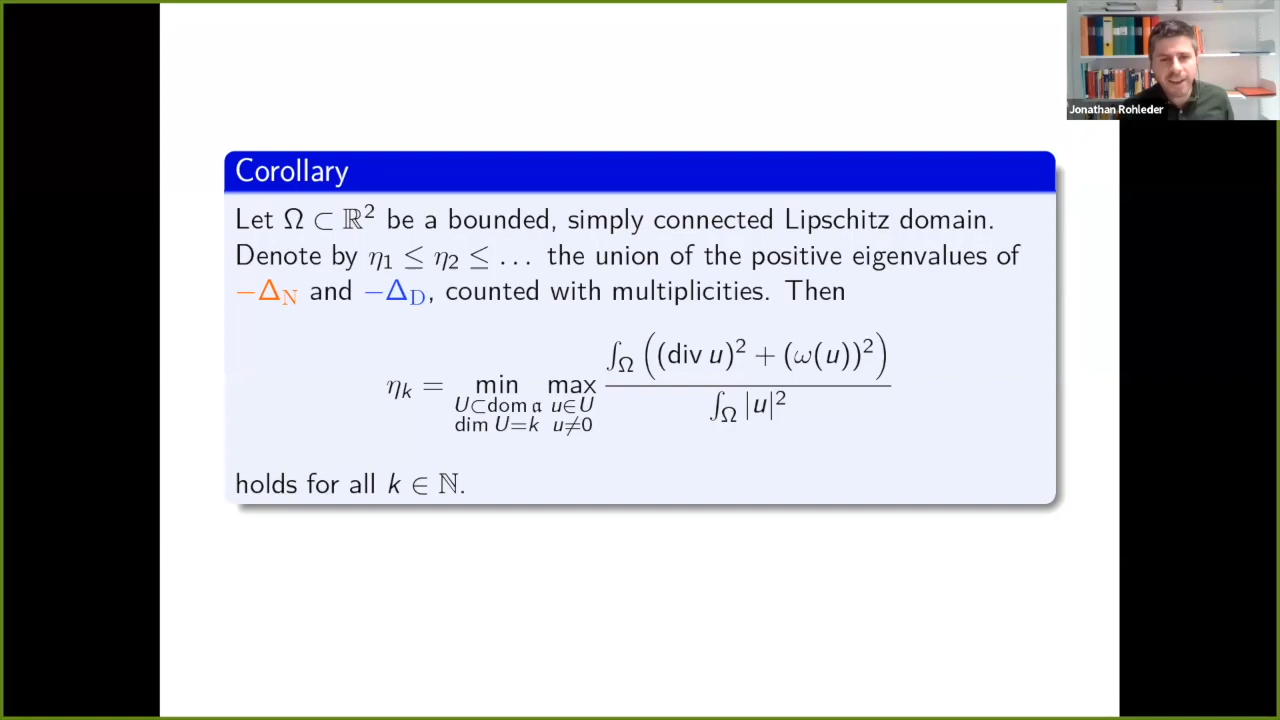 Jonathan Rohleder
Corollary
Let Ω ⊂ ℝ² be a bounded, simply connected Lipschitz domain.
Denote by η₁ ≤ η₂ ≤ … the union of the positive eigenvalues of
−Δ_N and −Δ_D, counted with multiplicities. Then
η_k = min_{U⊂dom 𝔞, dim U=k} max_{u∈U, u≠0} ∫_Ω ((div u)² + (ω(u))²) / ∫_Ω |u|²
holds for all k ∈ ℕ.